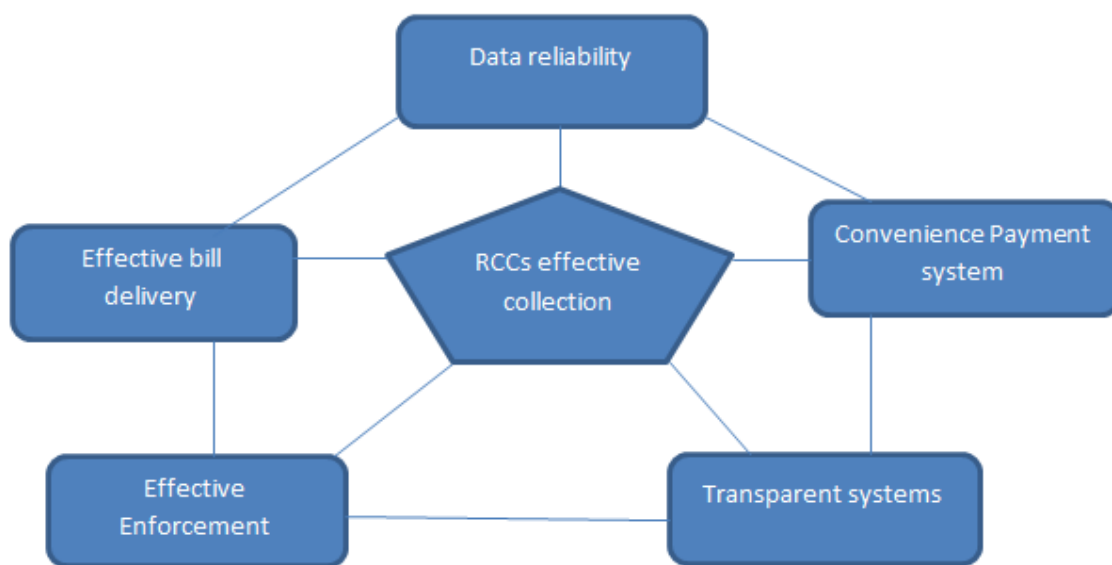 Data reliability
Effective bill
delivery
RCCs effective
collection
Convenience Payment
system
Effective
Enforcement
Transparent systems